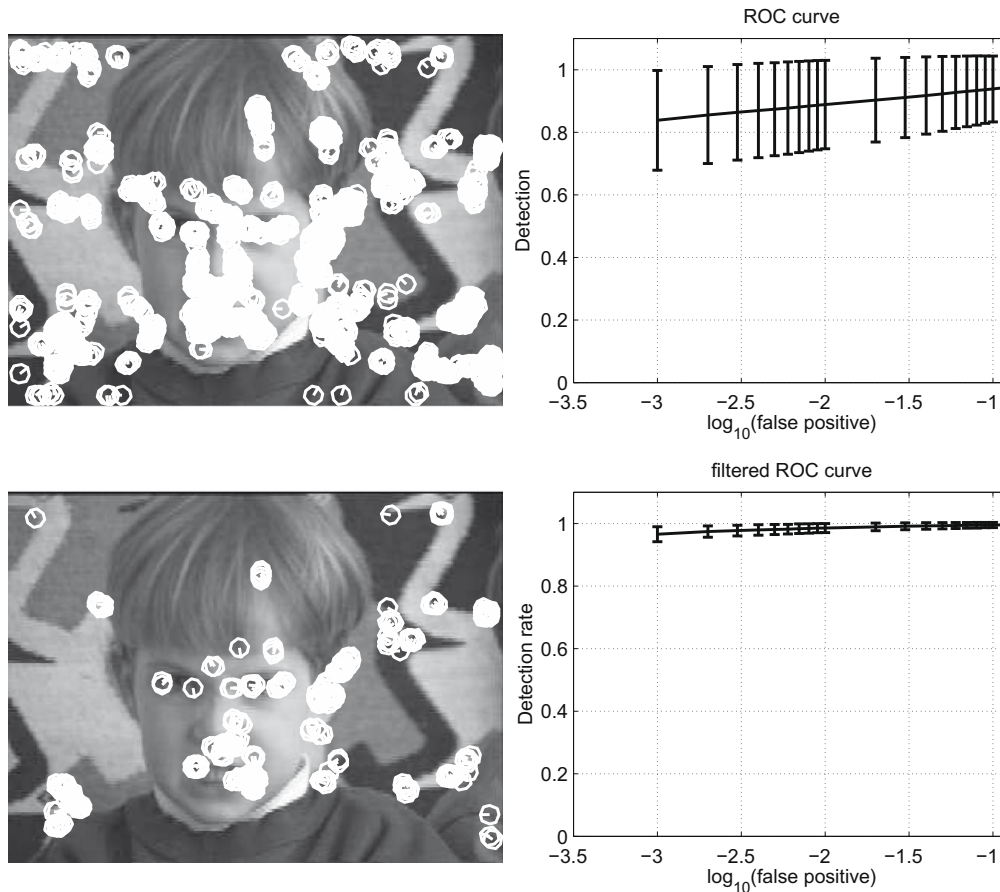 ROC curve
1
0.8
0.6
0.4
0.2
0
Detection
−3.5 −3 −2.5 −2 −1.5 −1
log10(false positive)
filtered ROC curve
1
0.8
0.6
0.4
0.2
0
Detection rate
−3.5 −3 −2.5 −2 −1.5 −1
log10(false positive)